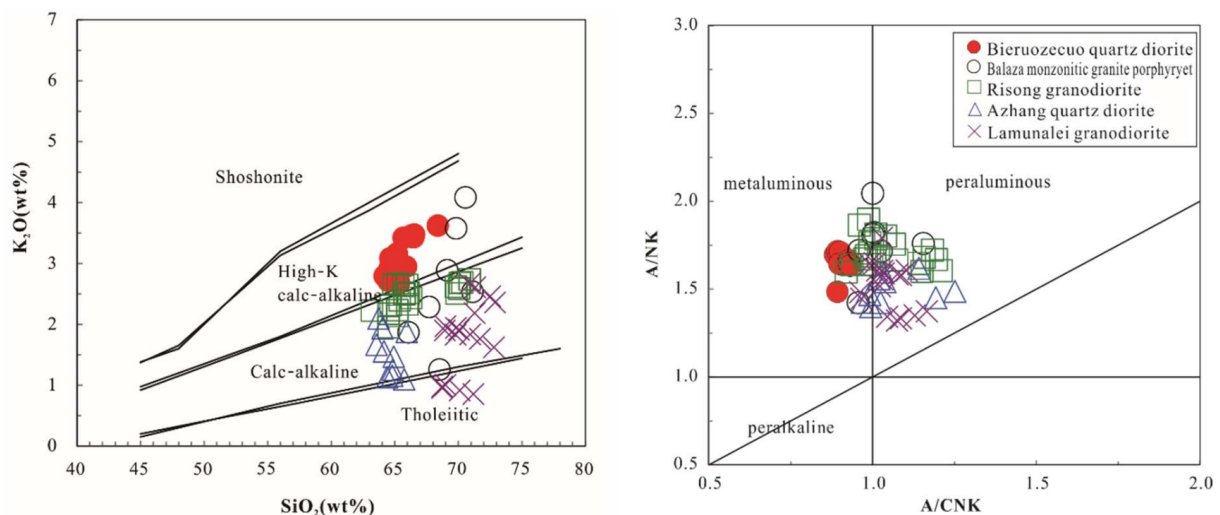 7
6
5
4
3
2
1
0
K₂O(wt%)
Shoshonite
High-K
calc-alkaline
Calc-alkaline
Tholeiitic
40 45 50 55 60 65 70 75 80
SiO₂(wt%)
3.0
2.5
2.0
1.5
1.0
0.5
A/NK
Bieruozecuo quartz diorite
Balaza monzonitic granite porphyryet
Risong granodiorite
Azhang quartz diorite
Lamunalei granodiorite
metaluminous
peraluminous
peralkaline
0.5 1.0 1.5 2.0
A/CNK